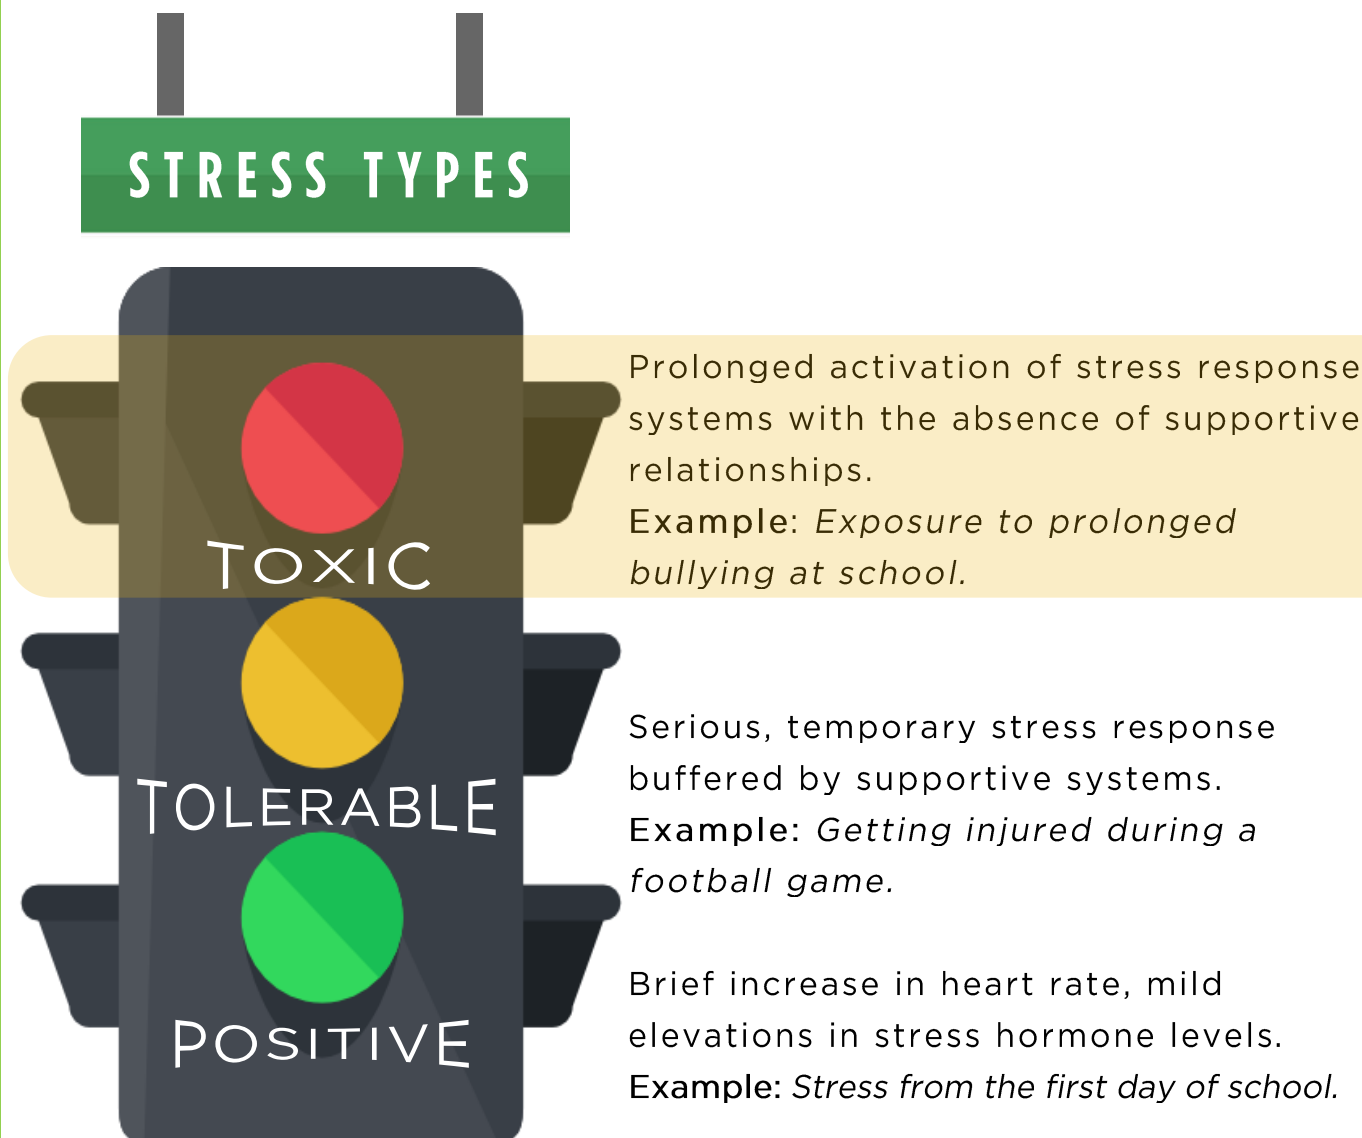 STRESS TYPES
Prolonged activation of stress response
systems with the absence of supportive
relationships.
Example: Exposure to prolonged
bullying at school.
TOXIC
Serious, temporary stress response
buffered by supportive systems.
Example: Getting injured during a
football game.
TOLERABLE
Brief increase in heart rate, mild
elevations in stress hormone levels.
Example: Stress from the first day of school.
POSITIVE